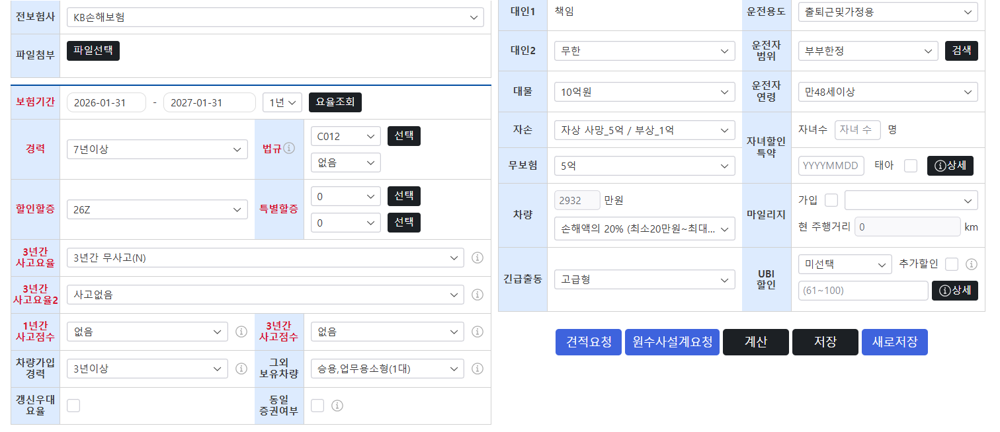 전보험사 KB손해보험
파일첨부 파일선택
보험기간 2026-01-31 - 2027-01-31 1년 요율조회
경력 7년이상 법규 C012 선택
없음
할인할증 26Z 특별할증 0 선택
0 선택
3년간
사고요율 3년간 무사고(N)
3년간
사고요율2 사고없음
1년간
사고점수 없음 3년간
사고점수 없음
차량가입
경력 3년이상 그외
보유차량 승용,업무용소형(1대)
갱신우대
요율 동일
증권여부
대인1 책임 운전용도 출퇴근및가정용
대인2 무한 운전자
범위 부부한정 검색
대물 10억원 운전자
연령 만48세이상
자손 자상 사망_5억 / 부상_1억 자녀할인
특약 자녀수 자녀 수 명
무보험 5억 YYYYMMDD 태아 상세
차량 2932 만원 마일리지 가입
손해액의 20% (최소20만원~최대... 현 주행거리 0 km
긴급출동 고급형 UBI
할인 미선택 추가할인
(61~100) 상세
견적요청 원수사설계요청 계산 저장 새로저장